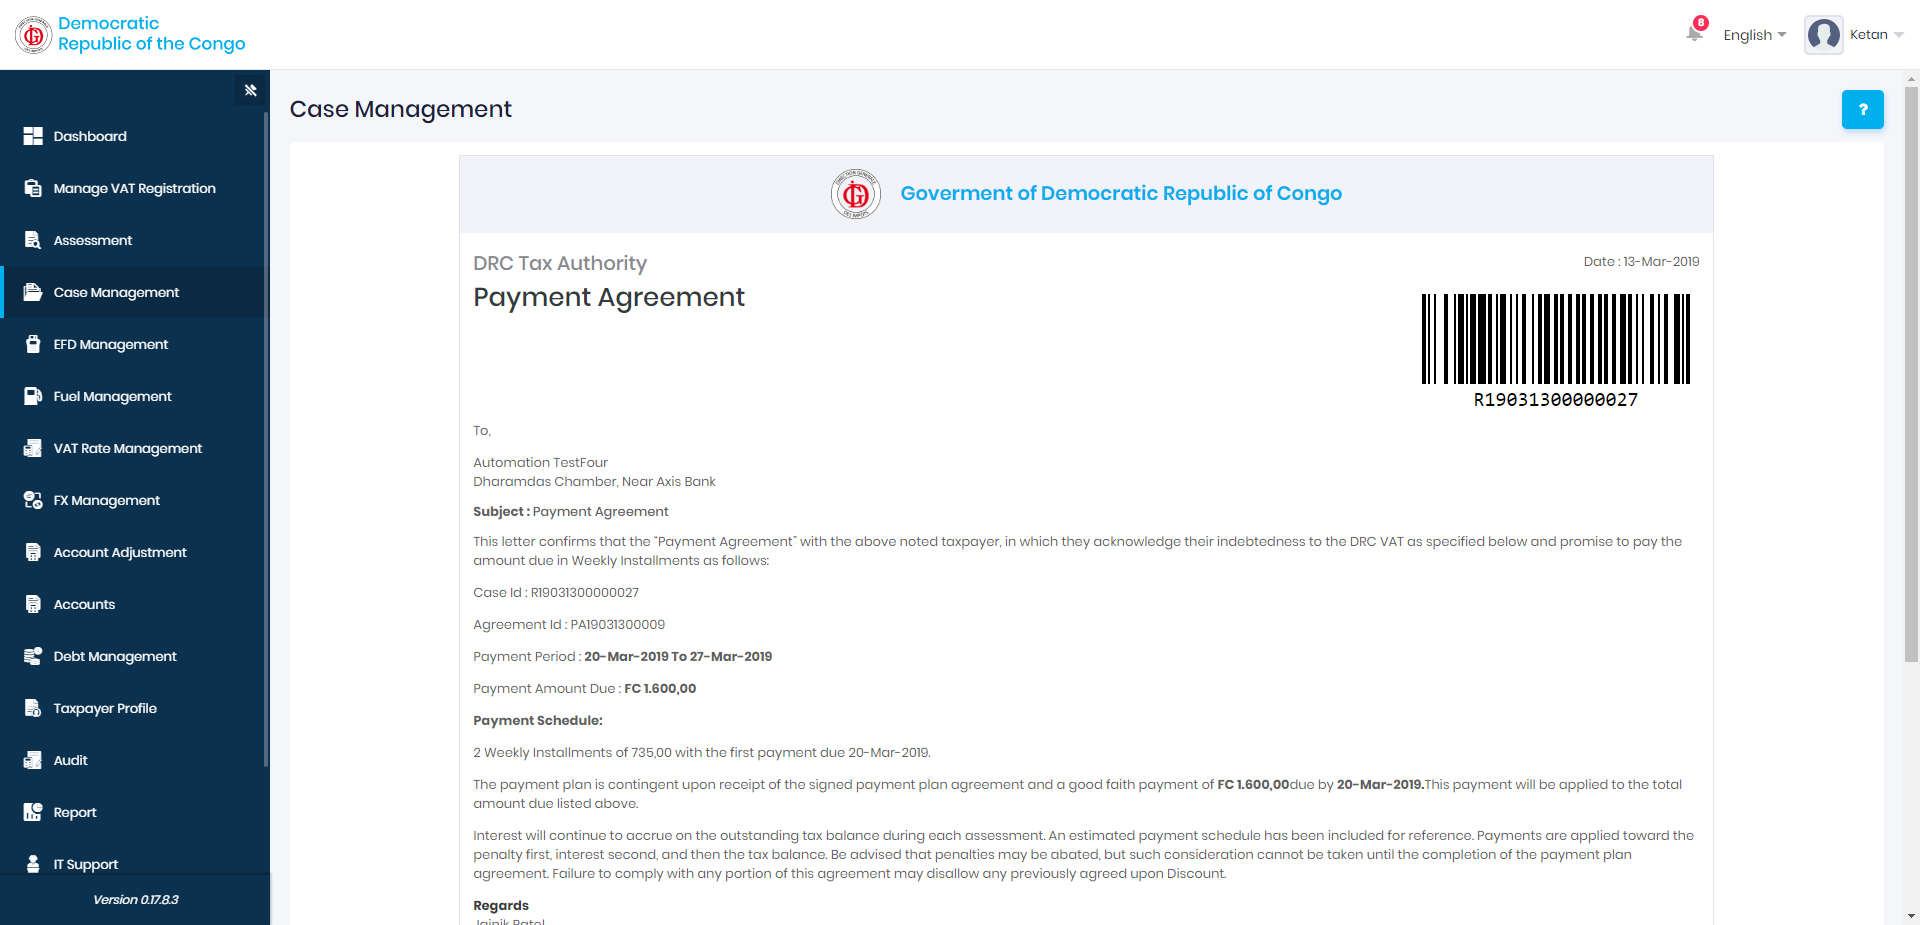 Democratic
Republic of the Congo
8
English
Ketan
Dashboard
Manage VAT Registration
Assessment
Case Management
EFD Management
Fuel Management
VAT Rate Management
FX Management
Account Adjustment
Accounts
Debt Management
Taxpayer Profile
Audit
Report
IT Support
Version 0.17.8.3
Case Management
?
Goverment of Democratic Republic of Congo
DRC Tax Authority
Date : 13-Mar-2019
Payment Agreement
R19031300000027
To,
Automation TestFour
Dharamdas Chamber, Near Axis Bank
Subject : Payment Agreement
This letter confirms that the "Payment Agreement" with the above noted taxpayer, in which they acknowledge their indebtedness to the DRC VAT as specified below and promise to pay the
amount due in Weekly Installments as follows:
Case Id : R19031300000027
Agreement Id : PA19031300009
Payment Period : 20-Mar-2019 To 27-Mar-2019
Payment Amount Due : FC 1.600,00
Payment Schedule:
2 Weekly Installments of 735,00 with the first payment due 20-Mar-2019.
The payment plan is contingent upon receipt of the signed payment plan agreement and a good faith payment of FC 1.600,00due by 20-Mar-2019.This payment will be applied to the total
amount due listed above.
Interest will continue to accrue on the outstanding tax balance during each assessment. An estimated payment schedule has been included for reference. Payments are applied toward the
penalty first, interest second, and then the tax balance. Be advised that penalties may be abated, but such consideration cannot be taken until the completion of the payment plan
agreement. Failure to comply with any portion of this agreement may disallow any previously agreed upon Discount.
Regards